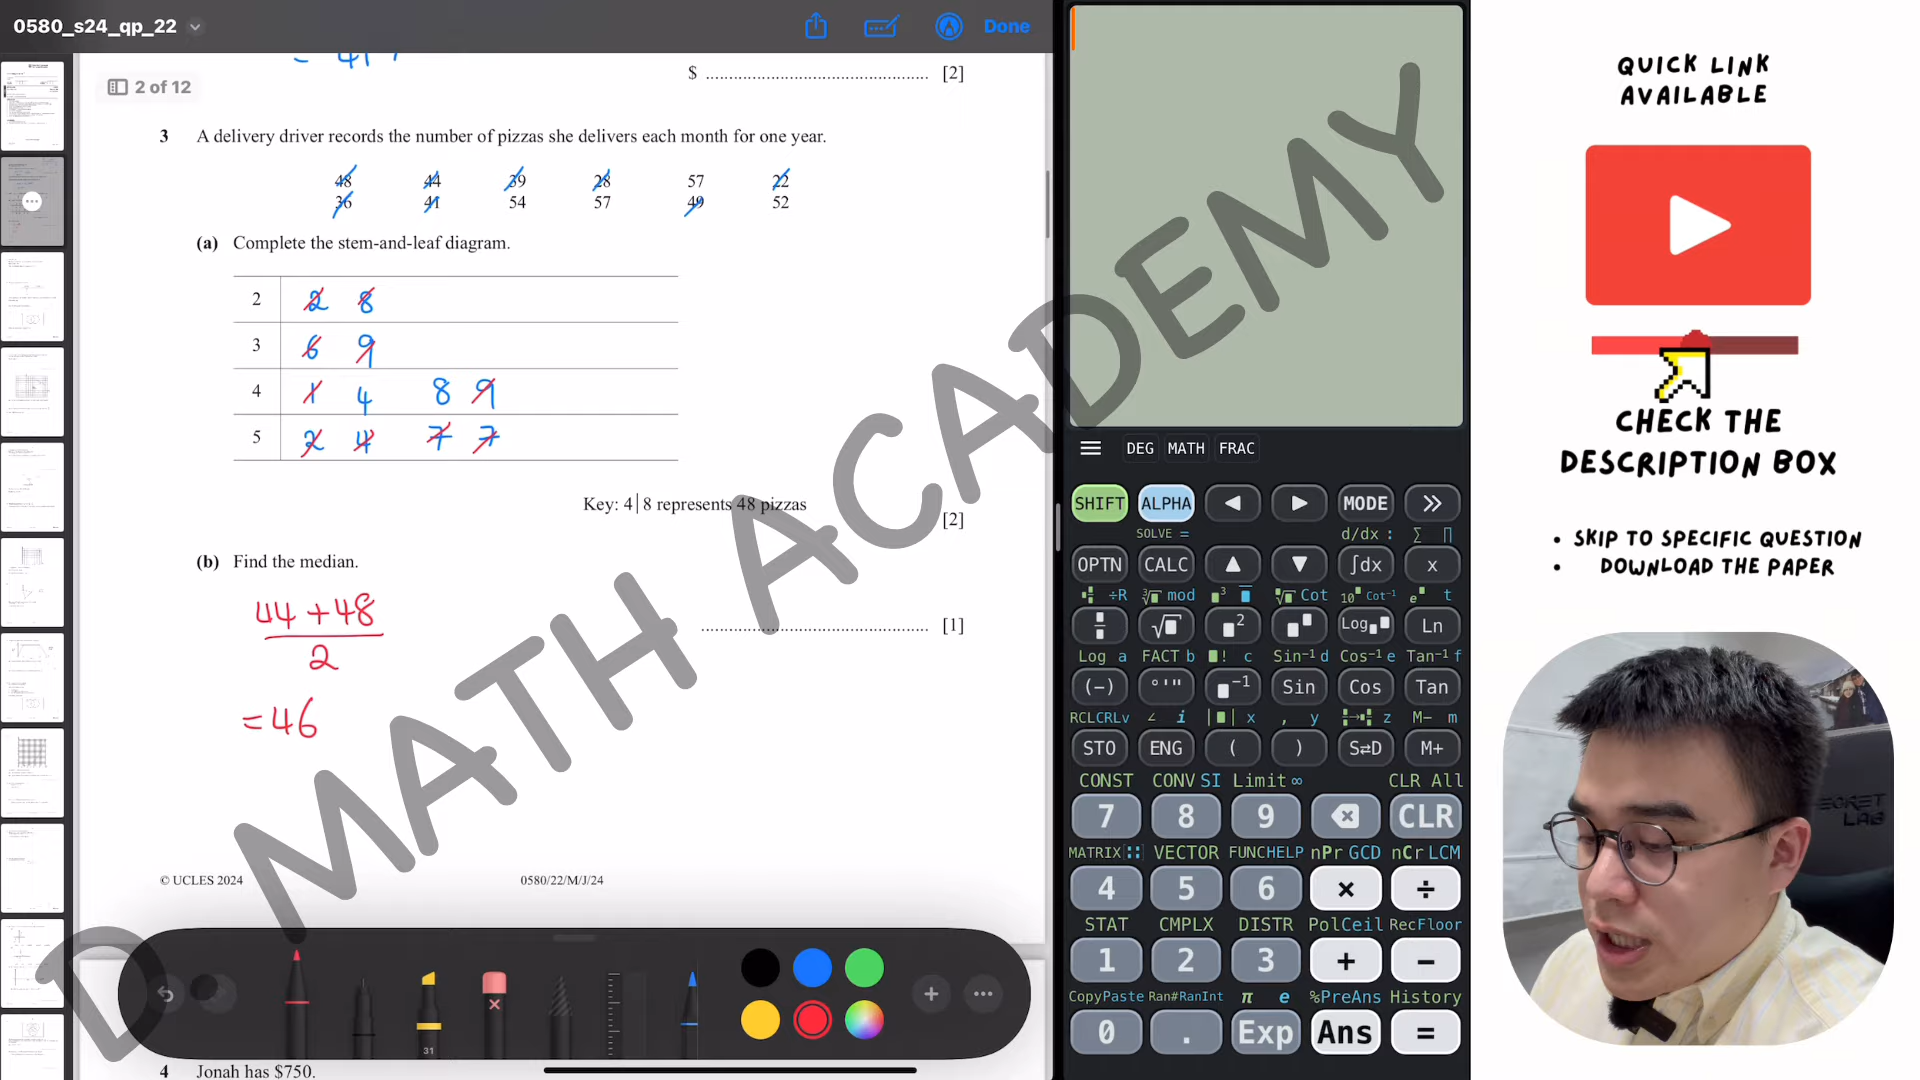 0580_s24_qp_22
Done
= 41
2 of 12
$ ............................................ [2]
3 A delivery driver records the number of pizzas she delivers each month for one year.
48 44 39 28 57 22
36 41 54 57 49 52
(a) Complete the stem-and-leaf diagram.
2 2 8
3 6 9
4 1 4 8 9
5 2 4 7 7
Key: 4|8 represents 48 pizzas
[2]
(b) Find the median.
44 + 48
2
............................................ [1]
= 46
© UCLES 2024
0580/22/M/J/24
31
4 Jonah has $750.
D MATH ACADEMY
DEG MATH FRAC
SHIFT ALPHA ◀ ▶ MODE >>
SOLVE = d/dx : ∑ ∏
OPTN CALC ▲ ▼ ∫dx x
÷R mod Cot Cot⁻¹ t
Log Ln
Log a FACT b ! c Sin⁻¹ d Cos⁻¹ e Tan⁻¹ f
(−) °'" ⁻¹ Sin Cos Tan
RCL CRLv ∠ i x , y z M− m
STO ENG ( ) S⇄D M+
CONST CONV SI Limit ∞ CLR All
7 8 9 CLR
MATRIX VECTOR FUNC HELP nPr GCD nCr LCM
4 5 6 × ÷
STAT CMPLX DISTR Pol Ceil Rec Floor
1 2 3 + −
Copy Paste Ran# RanInt π e % PreAns History
0 . Exp Ans =
QUICK LINK
AVAILABLE
CHECK THE
DESCRIPTION BOX
• SKIP TO SPECIFIC QUESTION
• DOWNLOAD THE PAPER